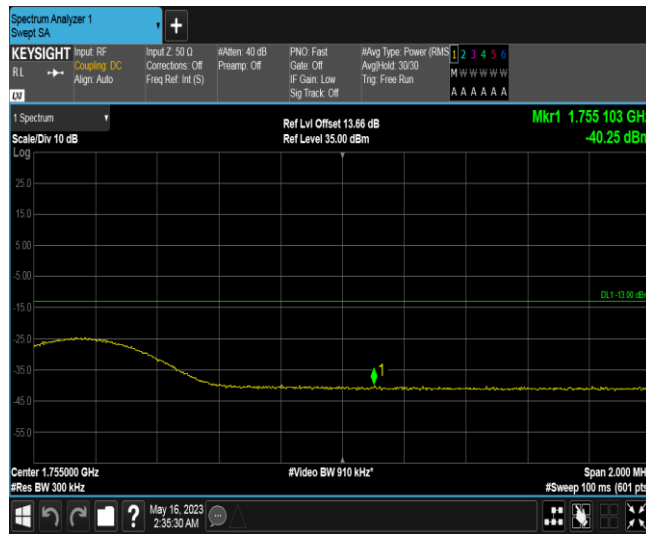 Spectrum Analyzer 1
Swept SA
+
KEYSIGHT
RL
LXI
Input: RF
Coupling: DC
Align: Auto
Input Z: 50 Ω
Corrections: Off
Freq Ref: Int (S)
#Atten: 40 dB
Preamp: Off
PNO: Fast
Gate: Off
IF Gain: Low
Sig Track: Off
#Avg Type: Power (RMS
Avg|Hold: 30/30
Trig: Free Run
1 2 3 4 5 6
M W W W W W
A A A A A A
1 Spectrum
Scale/Div 10 dB
Log
Ref Lvl Offset 13.66 dB
Ref Level 35.00 dBm
Mkr1 1.755 103 GHz
-40.25 dBm
25.0
15.0
5.00
-5.00
DL1 -13.00 dBm
-15.0
-25.0
-35.0
1
-45.0
-55.0
Center 1.755000 GHz
#Res BW 300 kHz
#Video BW 910 kHz*
Span 2.000 MH
#Sweep 100 ms (601 pts
?
May 16, 2023
2:35:30 AM